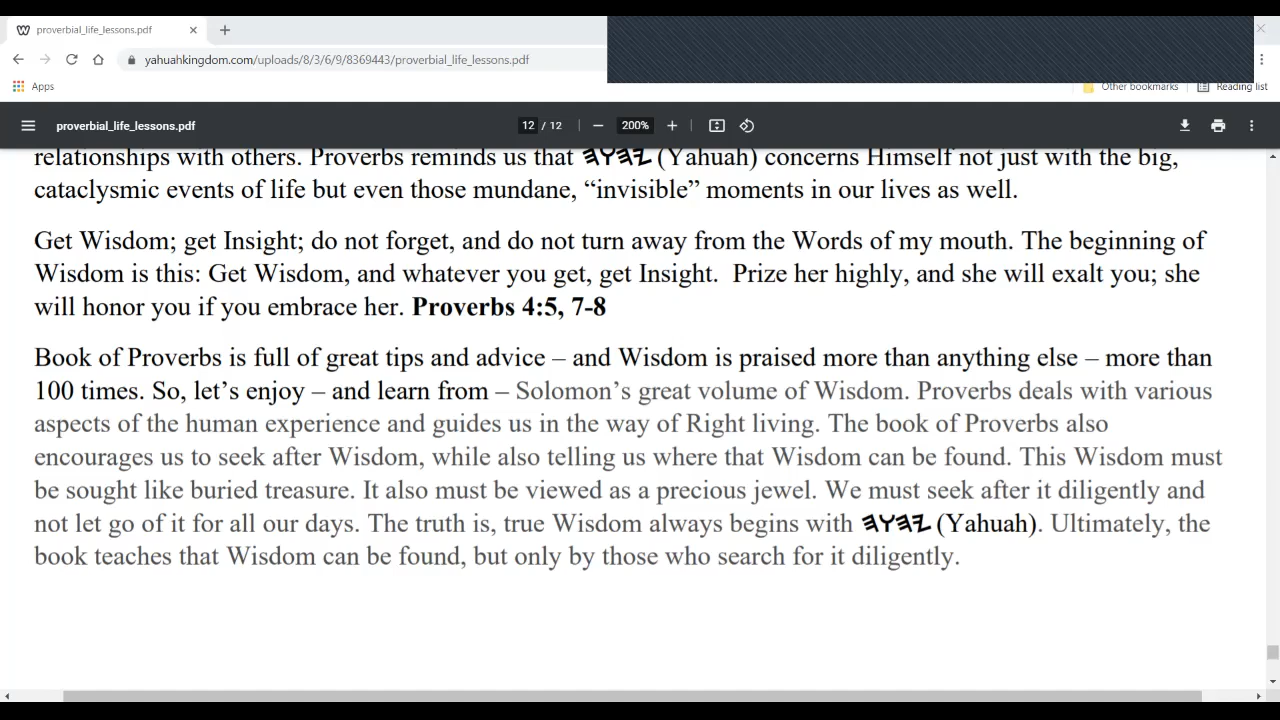 proverbial_life_lessons.pdf
yahuahkingdom.com/uploads/8/3/6/9/8369443/proverbial_life_lessons.pdf
Apps
Other bookmarks
Reading list
proverbial_life_lessons.pdf
12 / 12
200%
relationships with others. Proverbs reminds us that 𐤉𐤄𐤅𐤄 (Yahuah) concerns Himself not just with the big,
cataclysmic events of life but even those mundane, “invisible” moments in our lives as well.
Get Wisdom; get Insight; do not forget, and do not turn away from the Words of my mouth. The beginning of
Wisdom is this: Get Wisdom, and whatever you get, get Insight.  Prize her highly, and she will exalt you; she
will honor you if you embrace her. Proverbs 4:5, 7-8
Book of Proverbs is full of great tips and advice – and Wisdom is praised more than anything else – more than
100 times. So, let’s enjoy – and learn from – Solomon’s great volume of Wisdom. Proverbs deals with various
aspects of the human experience and guides us in the way of Right living. The book of Proverbs also
encourages us to seek after Wisdom, while also telling us where that Wisdom can be found. This Wisdom must
be sought like buried treasure. It also must be viewed as a precious jewel. We must seek after it diligently and
not let go of it for all our days. The truth is, true Wisdom always begins with 𐤉𐤄𐤅𐤄 (Yahuah). Ultimately, the
book teaches that Wisdom can be found, but only by those who search for it diligently.